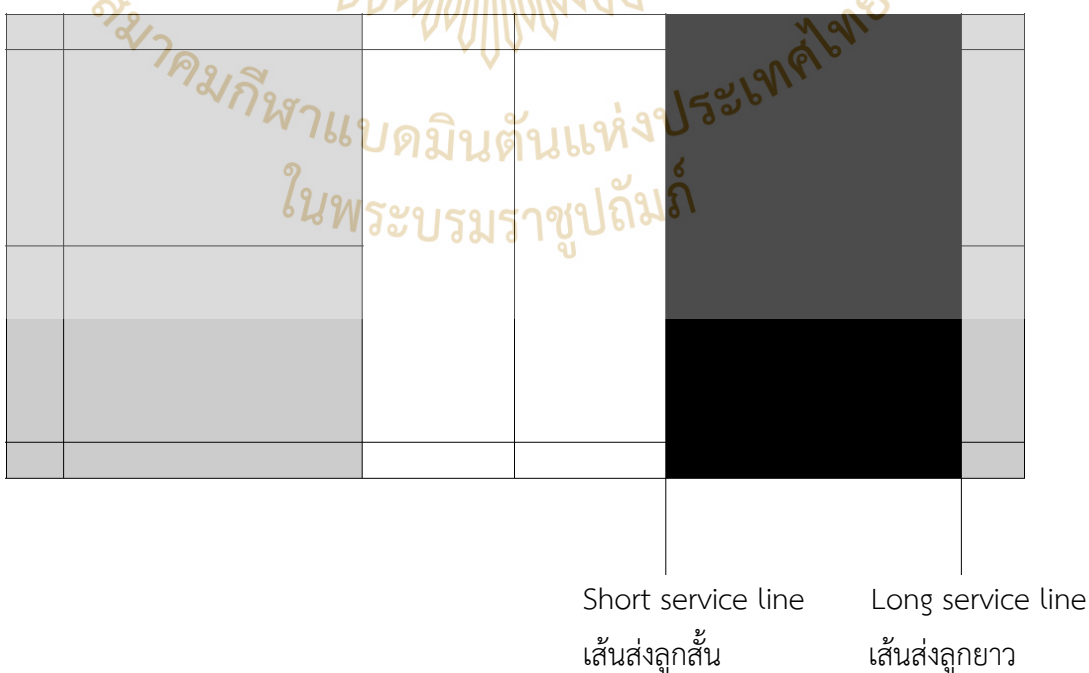 สมาคมกีฬาแบดมินตันแห่งประเทศไทย
ในพระบรมราชูปถัมภ์
Short service line
Long service line
เส้นส่งลูกสั้น
เส้นส่งลูกยาว